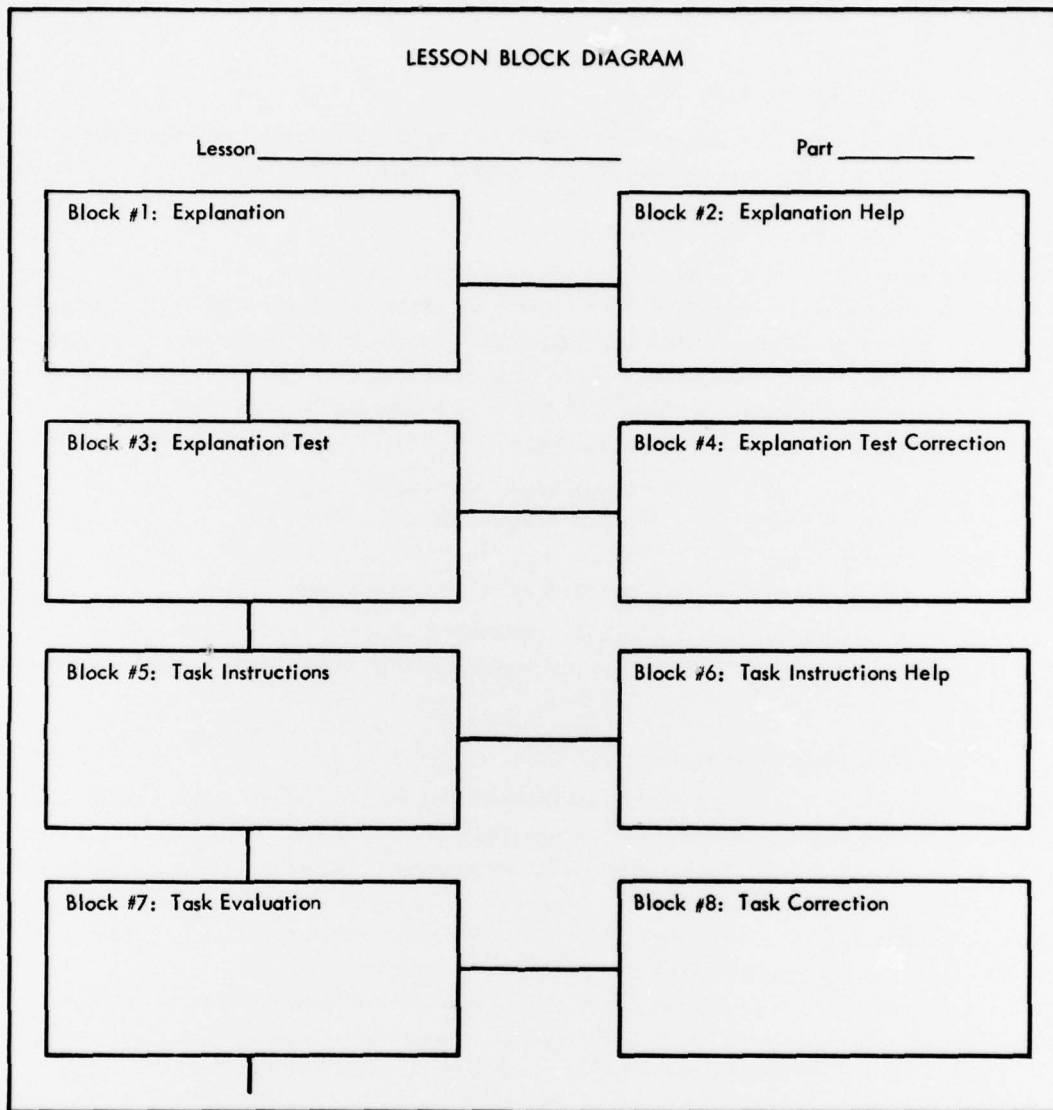 LESSON BLOCK DIAGRAM
Lesson Part
Block #1: Explanation
Block #2: Explanation Help
Block #3: Explanation Test
Block #4: Explanation Test Correction
Block #5: Task Instructions
Block #6: Task Instructions Help
Block #7: Task Evaluation
Block #8: Task Correction